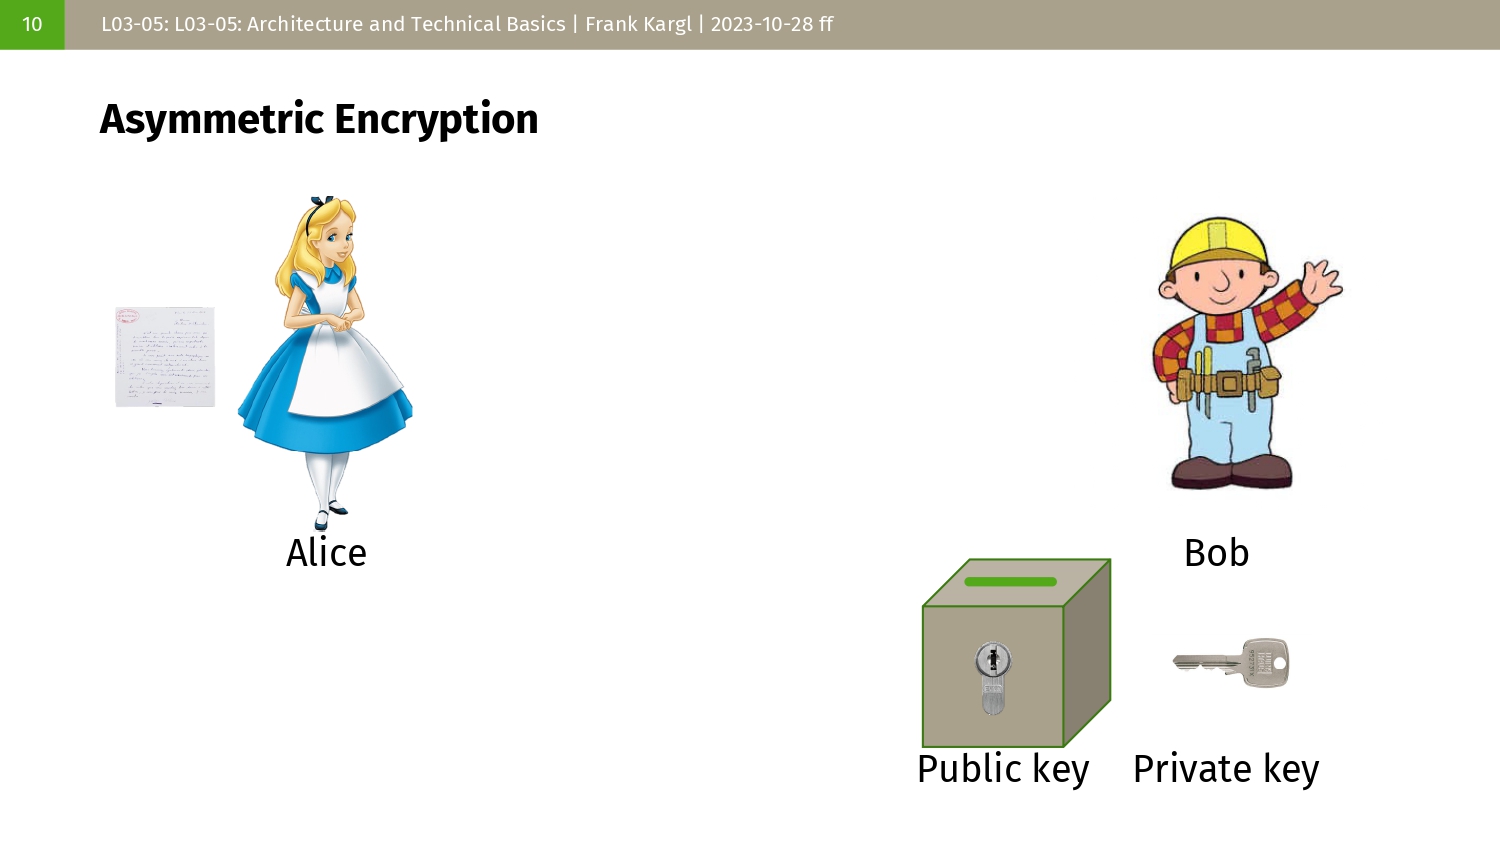 10
L03-05: L03-05: Architecture and Technical Basics | Frank Kargl | 2023-10-28 ff
Asymmetric Encryption
Alice
Bob
Public key
Private key